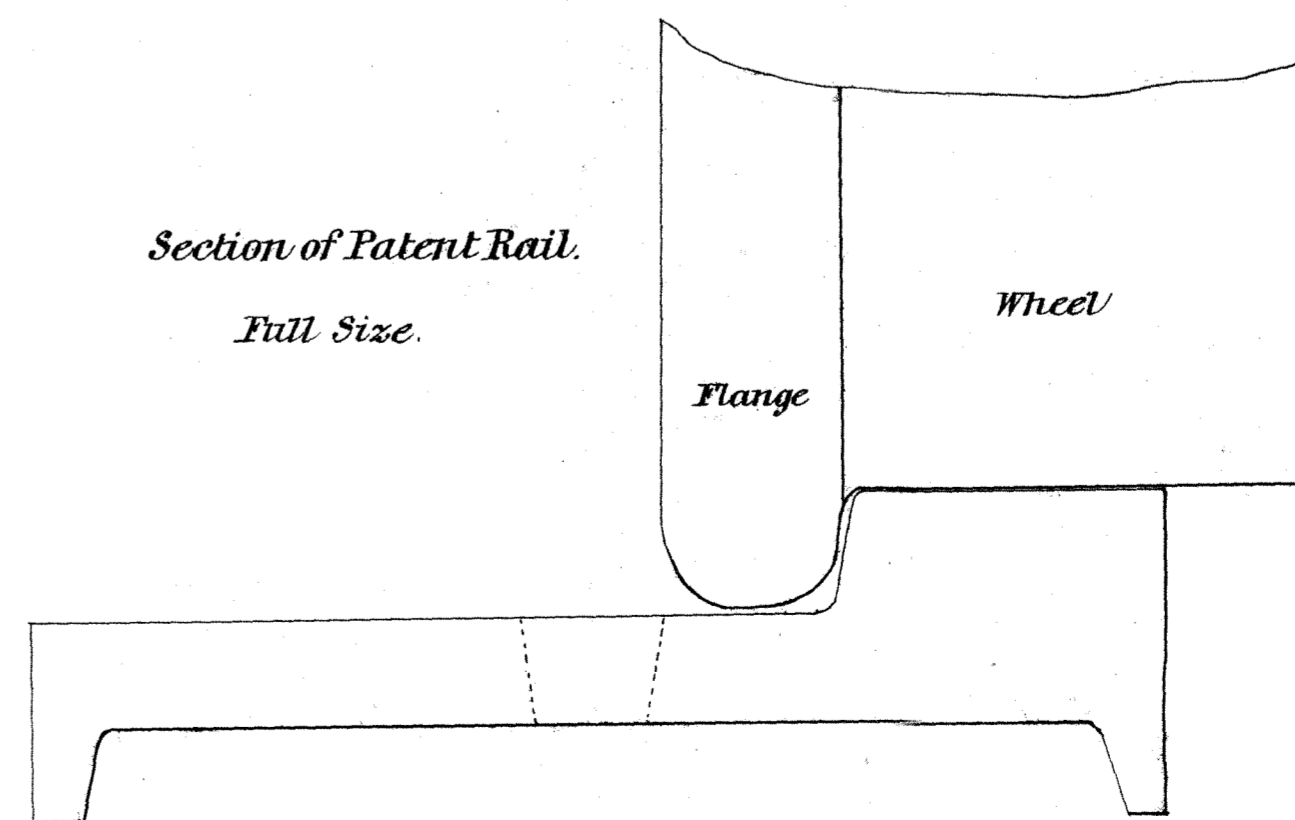 Section of Patent Rail.
Full Size.
Flange
Wheel